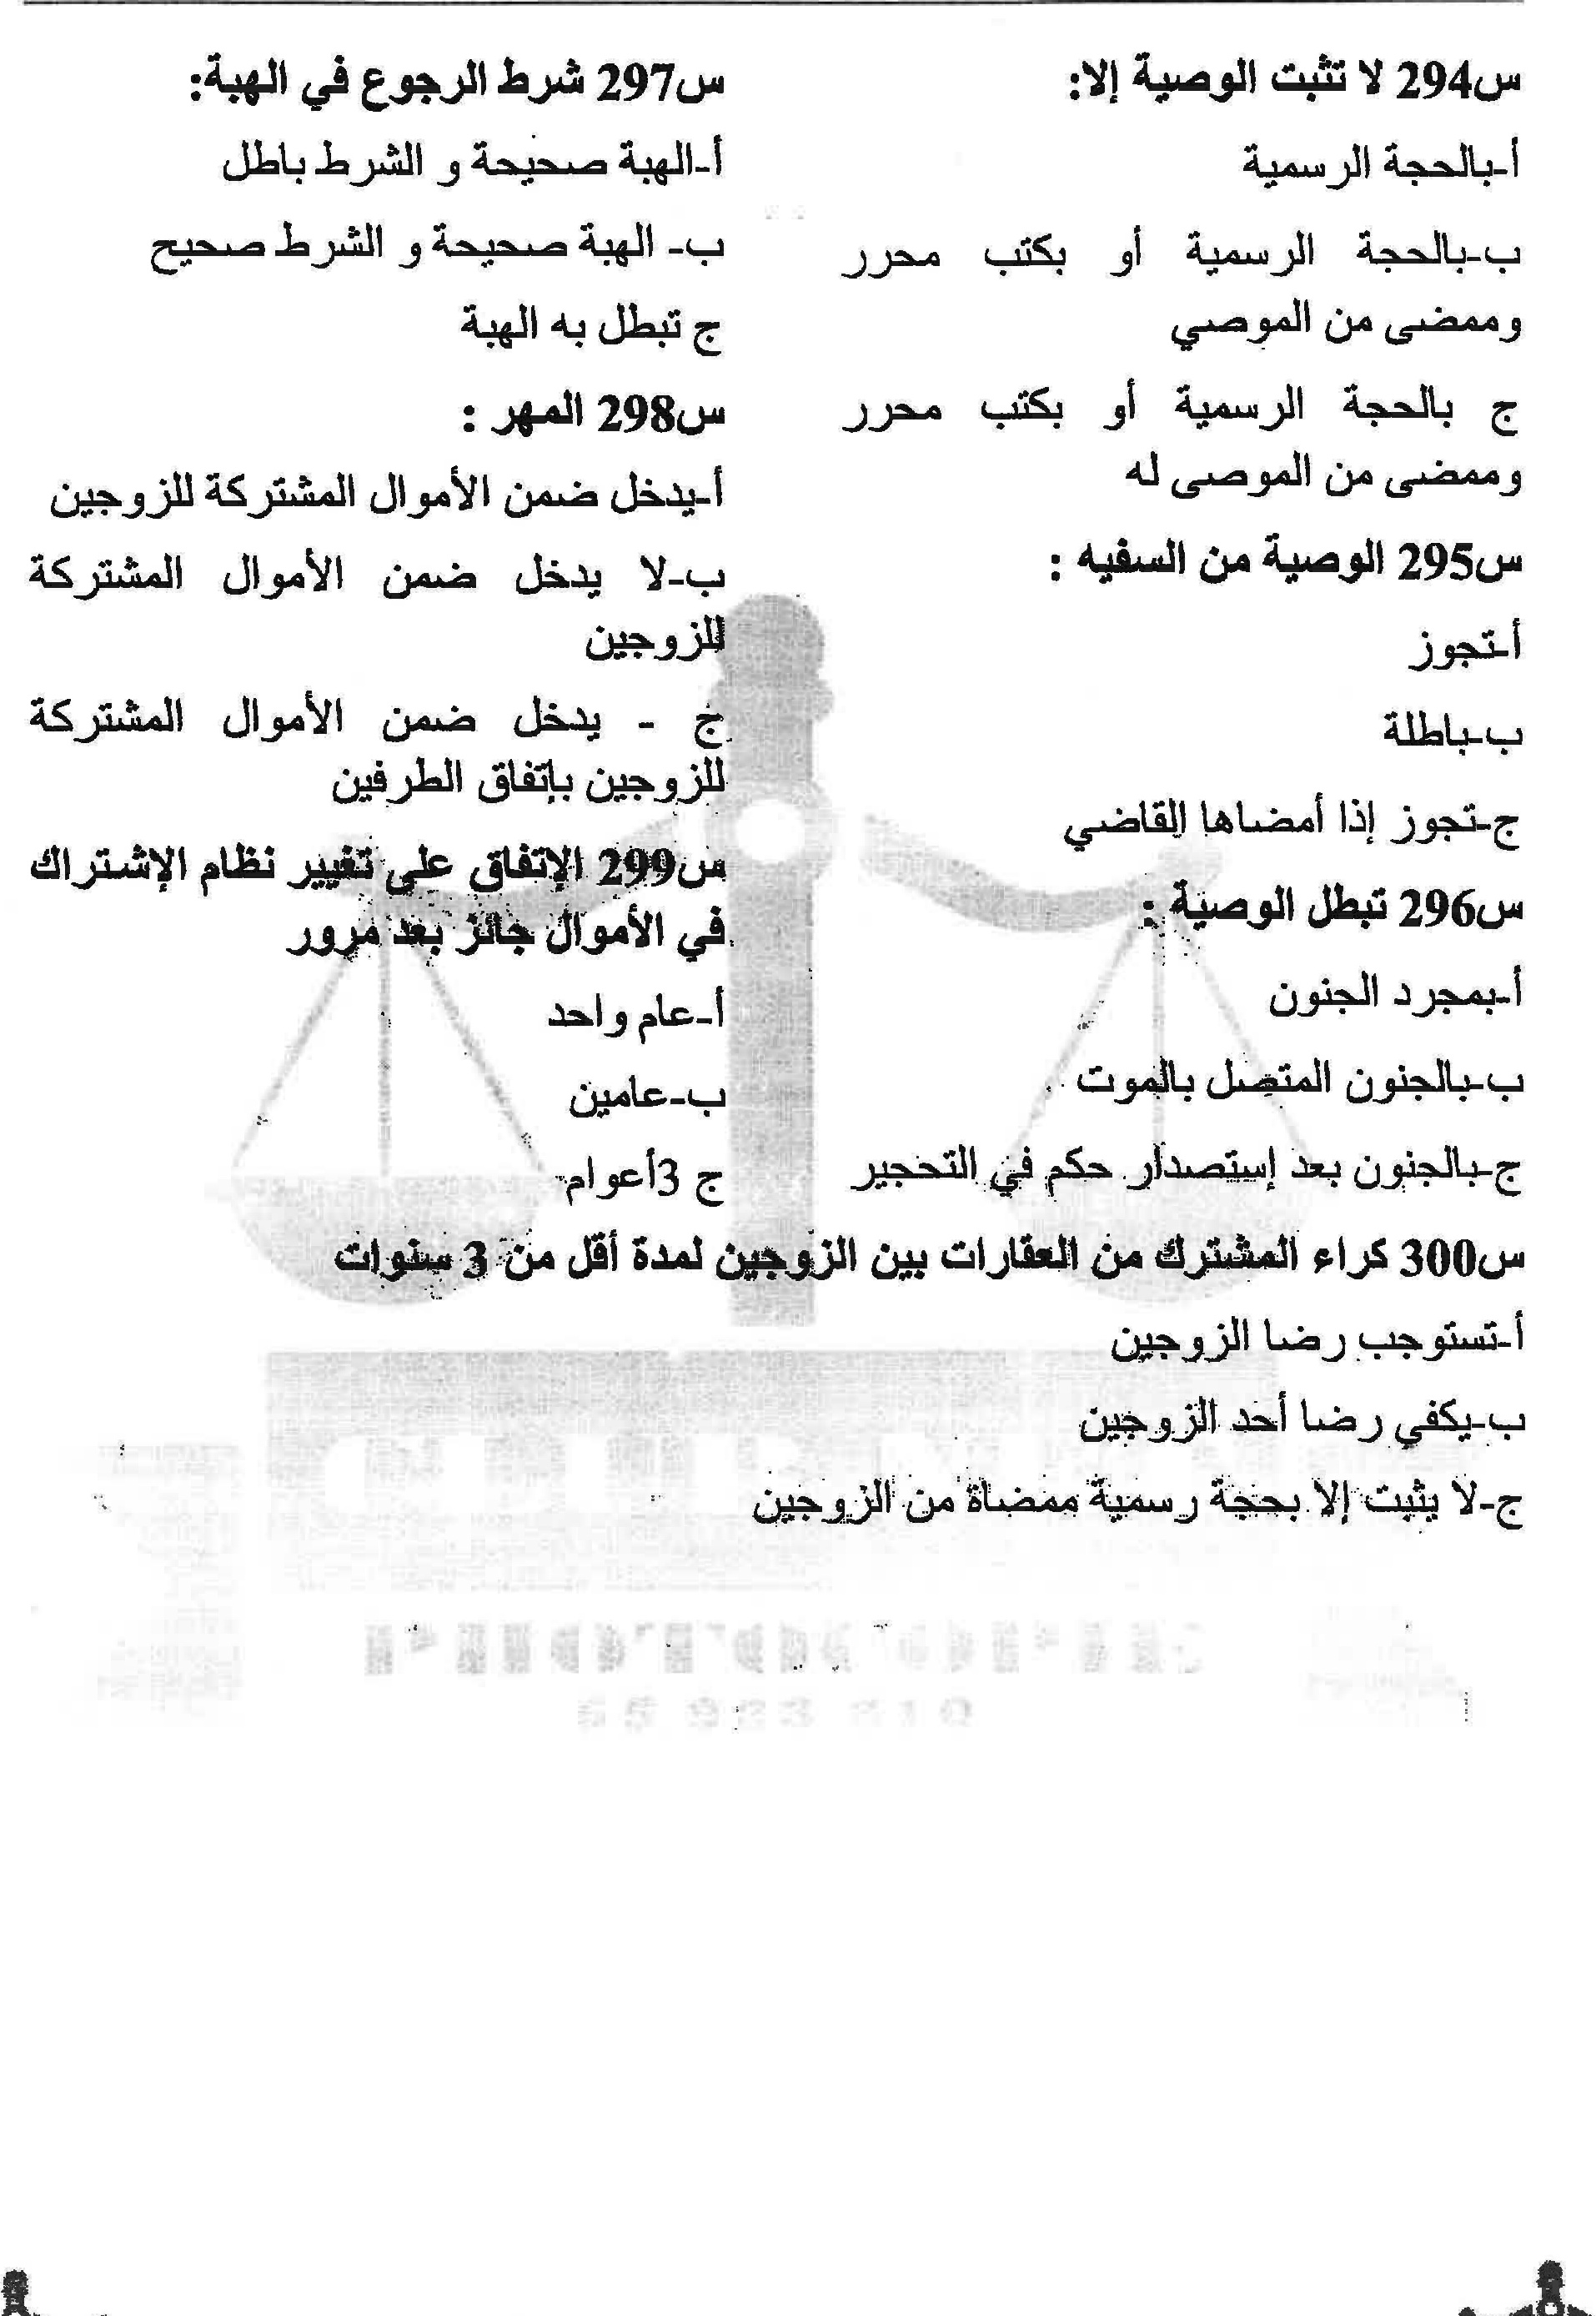 س294 لا تثبت الوصية إلا:
أ-بالحجة الرسمية
ب-بالحجة الرسمية أو بكتب محرر
وممضى من الموصي
ج بالحجة الرسمية أو بكتب محرر
وممضى من الموصى له
س295 الوصية من السفيه :
أ-تجوز
ب-باطلة
ج-تجوز إذا أمضاها القاضي
س296 تبطل الوصية :
أ-بمجرد الجنون
ب-بالجنون المتصل بالموت
ج-بالجنون بعد إستصدار حكم في التحجير
س297 شرط الرجوع في الهبة:
أ-الهبة صحيحة و الشرط باطل
ب- الهبة صحيحة و الشرط صحيح
ج تبطل به الهبة
س298 المهر :
أ-يدخل ضمن الأموال المشتركة للزوجين
ب-لا يدخل ضمن الأموال المشتركة
للزوجين
ج - يدخل ضمن الأموال المشتركة
للزوجين بإتفاق الطرفين
س299 الإتفاق على تغيير نظام الإشتراك
في الأموال جائز بعد مرور
أ-عام واحد
ب-عامين
ج 3أعوام
س300 كراء المشترك من العقارات بين الزوجين لمدة أقل من 3 سنوات
أ-تستوجب رضا الزوجين
ب-يكفي رضا أحد الزوجين
ج-لا يثبت إلا بحجة رسمية ممضاة من الزوجين